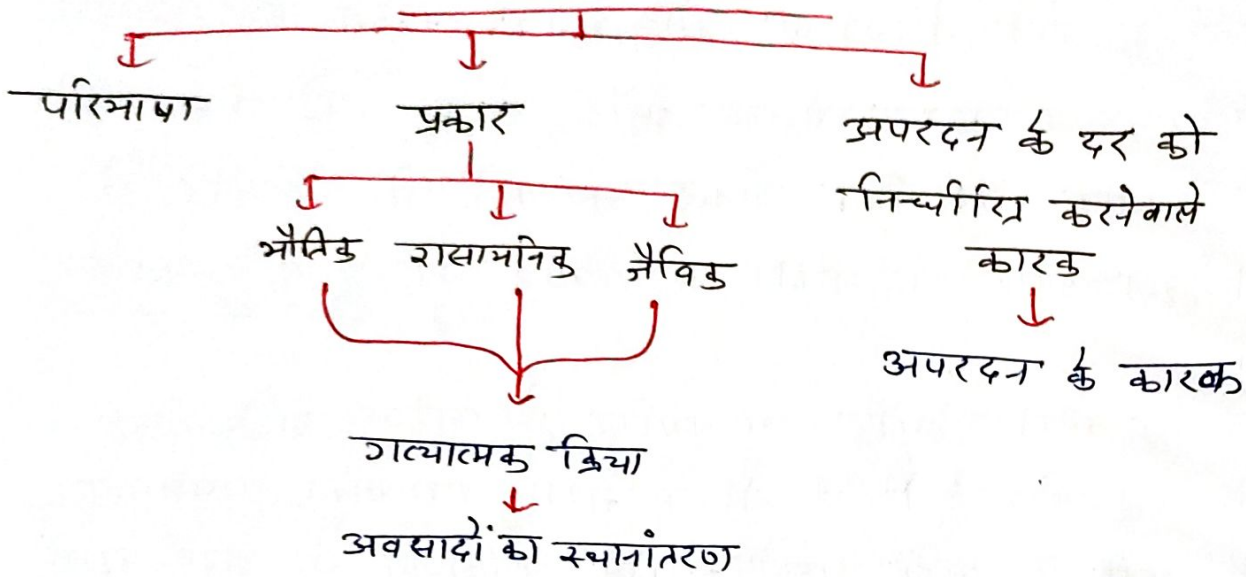 परिभाषा
प्रकार
अपरदन के दर को
निर्धारित करनेवाले
कारक
भौतिक रासायनिक जैविक
अपरदन के कारक
गत्यात्मक क्रिया
अवसादों का स्थानांतरण